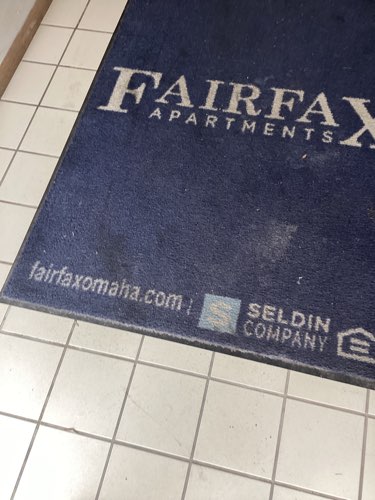 FAIRFAX
APARTMENTS
fairfaxomaha.com | S SELDIN
COMPANY